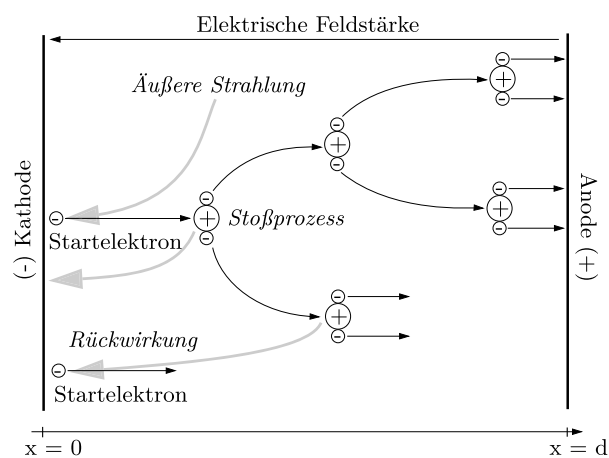 Elektrische Feldstärke
Äußere Strahlung
(-) Kathode
Anode (+)
Stoßprozess
Startelektron
Rückwirkung
Startelektron
x = 0
x = d